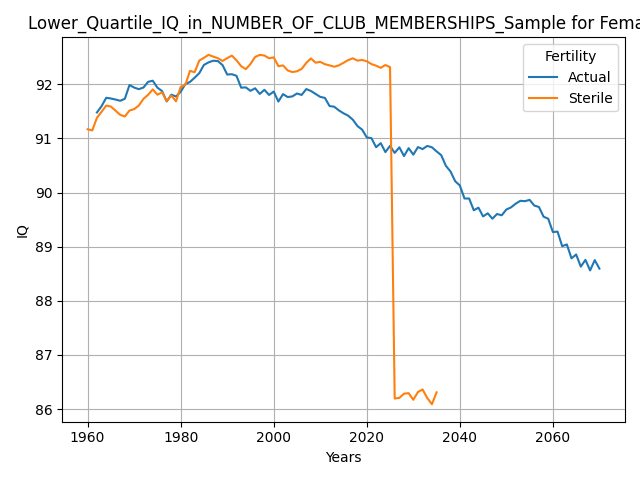 Lower_Quartile_IQ_in_NUMBER_OF_CLUB_MEMBERSHIPS_Sample for Fema
Fertility
Actual
Sterile
IQ
92
91
90
89
88
87
86
1960 1980 2000 2020 2040 2060
Years